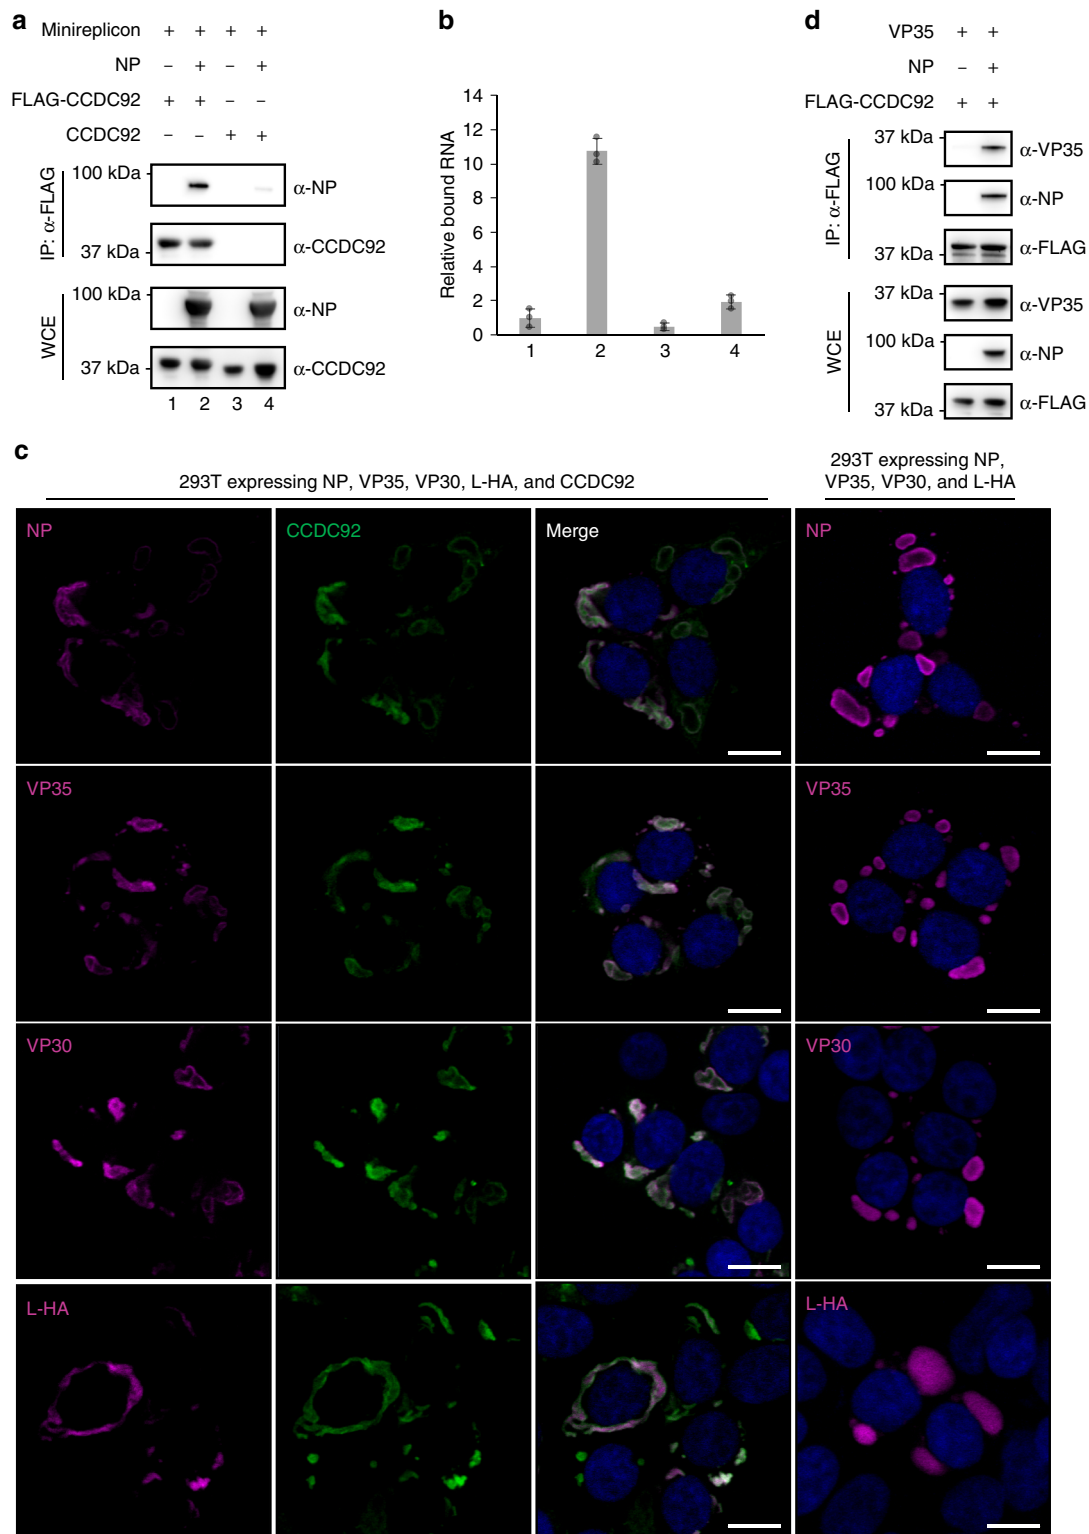 a
Minireplicon + + + +
NP – + – +
FLAG-CCDC92 + + – –
CCDC92 – – + +
IP: α-FLAG
100 kDa
α-NP
37 kDa
α-CCDC92
WCE
100 kDa
α-NP
37 kDa
α-CCDC92
1 2 3 4
b
Relative bound RNA
14
12
10
8
6
4
2
0
1 2 3 4
d
VP35 + +
NP – +
FLAG-CCDC92 + +
IP: α-FLAG
37 kDa
α-VP35
100 kDa
α-NP
37 kDa
α-FLAG
WCE
37 kDa
α-VP35
100 kDa
α-NP
37 kDa
α-FLAG
c
293T expressing NP, VP35, VP30, L-HA, and CCDC92
293T expressing NP,
VP35, VP30, and L-HA
NP
CCDC92
Merge
NP
VP35
VP35
VP30
VP30
L-HA
L-HA